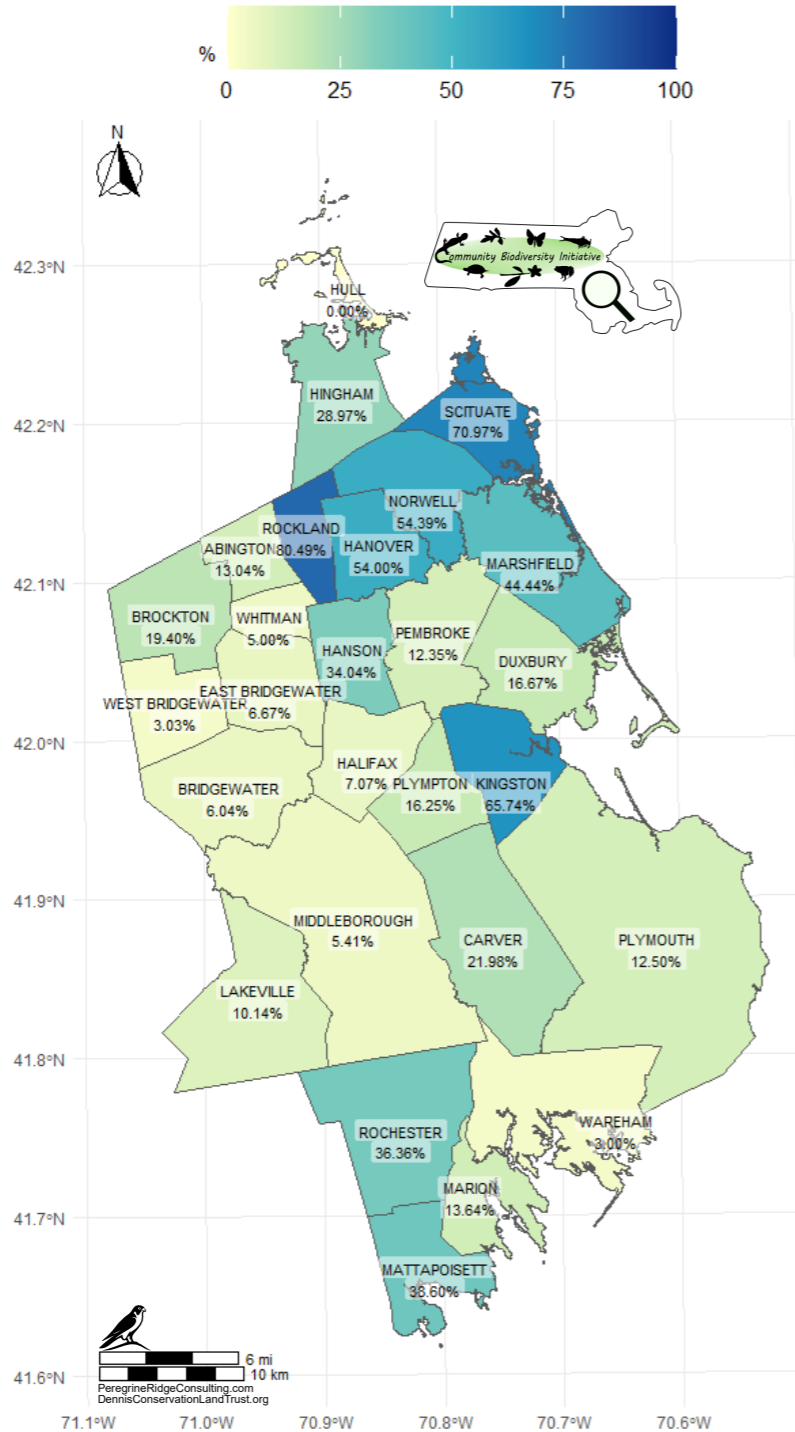 %
0 25 50 75 100
N
Community Biodiversity Initiative
42.3°N
HULL
0.00%
HINGHAM
28.97%
SCITUATE
70.97%
42.2°N
NORWELL
54.39%
ROCKLAND
80.49%
HANOVER
54.00%
ABINGTON
13.04%
MARSHFIELD
44.44%
42.1°N
BROCKTON
19.40%
WHITMAN
5.00%
HANSON
34.04%
PEMBROKE
12.35%
DUXBURY
16.67%
EAST BRIDGEWATER
6.67%
WEST BRIDGEWATER
3.03%
42.0°N
HALIFAX
7.07%
PLYMPTON
16.25%
KINGSTON
65.74%
BRIDGEWATER
6.04%
41.9°N
MIDDLEBOROUGH
5.41%
CARVER
21.98%
PLYMOUTH
12.50%
LAKEVILLE
10.14%
41.8°N
ROCHESTER
36.36%
WAREHAM
3.00%
MARION
13.64%
41.7°N
MATTAPOISETT
38.60%
6 mi
10 km
PeregrineRidgeConsulting.com
DennisConservationLandTrust.org
41.6°N
71.1°W 71.0°W 70.9°W 70.8°W 70.7°W 70.6°W